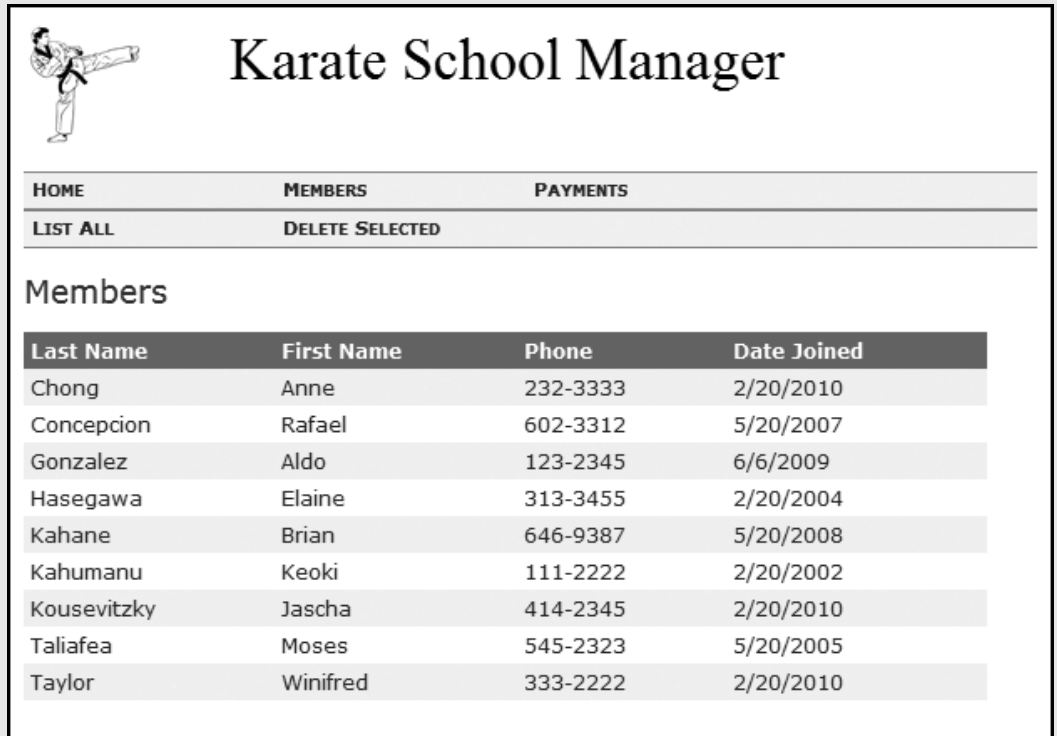 Karate School Manager
HOME MEMBERS PAYMENTS
LIST ALL DELETE SELECTED
Members
Last Name First Name Phone Date Joined
Chong Anne 232-3333 2/20/2010
Concepcion Rafael 602-3312 5/20/2007
Gonzalez Aldo 123-2345 6/6/2009
Hasegawa Elaine 313-3455 2/20/2004
Kahane Brian 646-9387 5/20/2008
Kahumanu Keoki 111-2222 2/20/2002
Kousevitzky Jascha 414-2345 2/20/2010
Taliafea Moses 545-2323 5/20/2005
Taylor Winifred 333-2222 2/20/2010